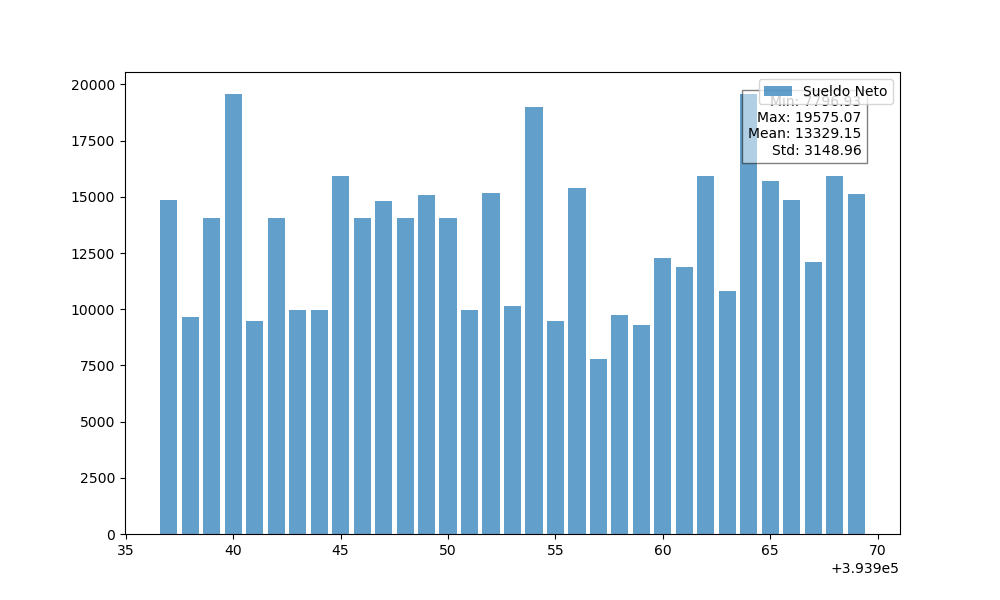 Sueldo Neto
Min: 7796.93
Max: 19575.07
Mean: 13329.15
Std: 3148.96
20000
17500
15000
12500
10000
7500
5000
2500
0
35 40 45 50 55 60 65 70
+3.939e5